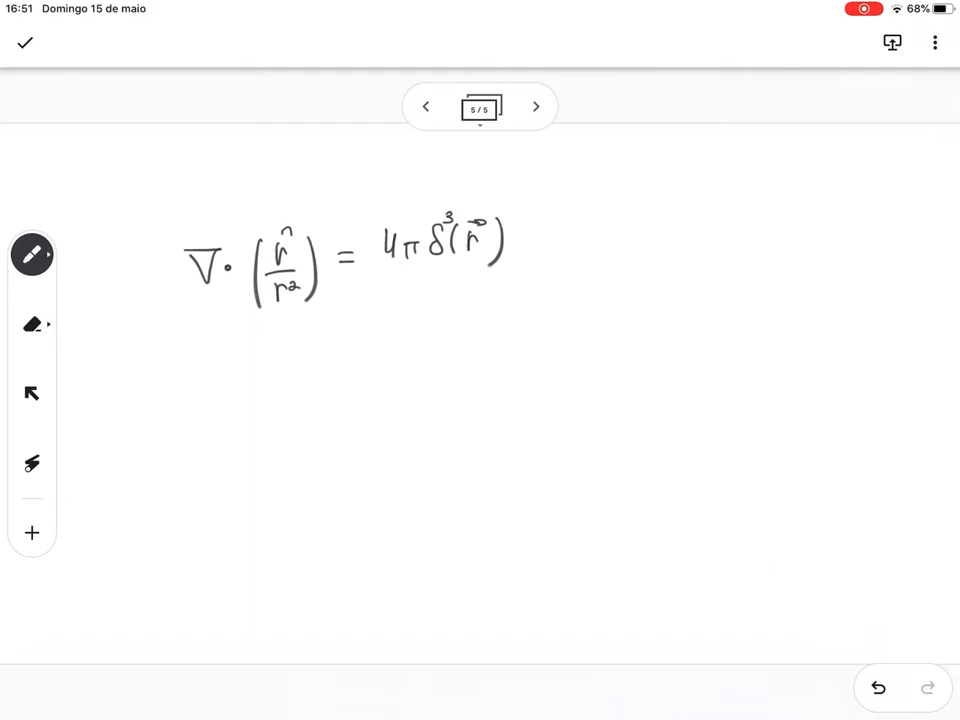 16:51 Domingo 15 de maio 68%
5 / 5
∇ · (r̂ / r²) = 4π δ³(r⃗)